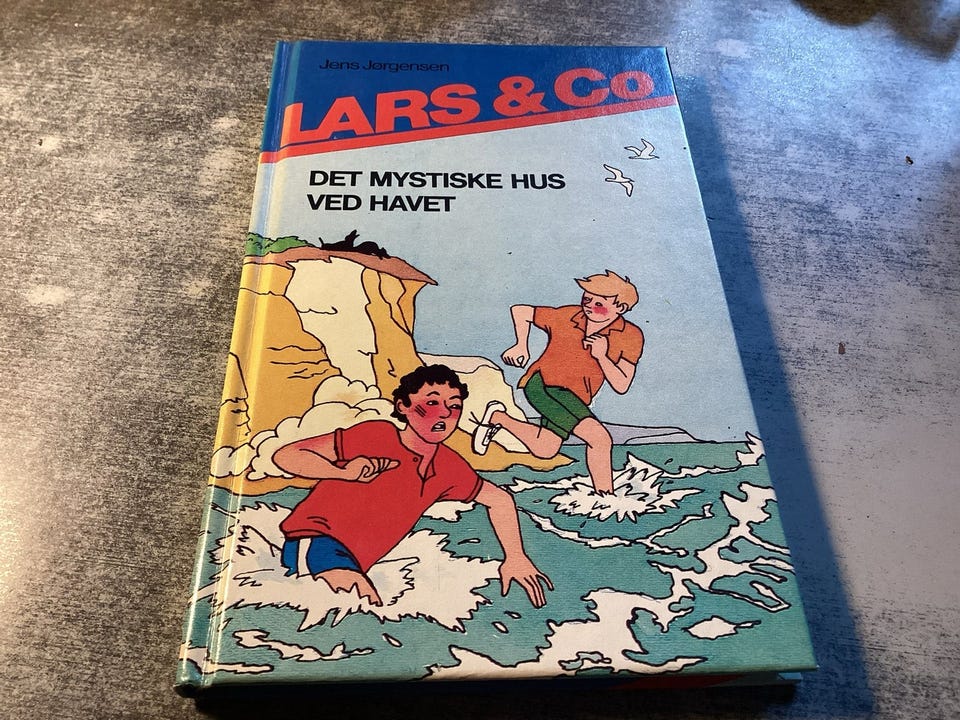 Jens Jørgensen
LARS & Co
DET MYSTISKE HUS
VED HAVET